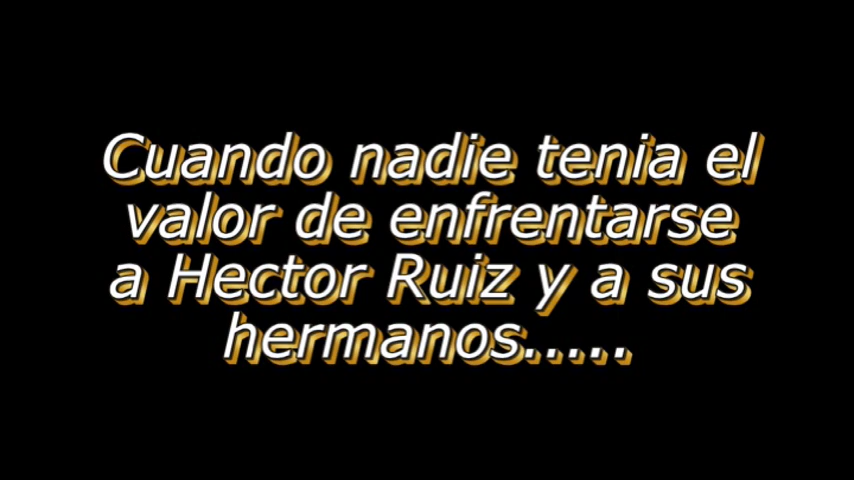 Cuando nadie tenia el
valor de enfrentarse
a Hector Ruiz y a sus
hermanos.....